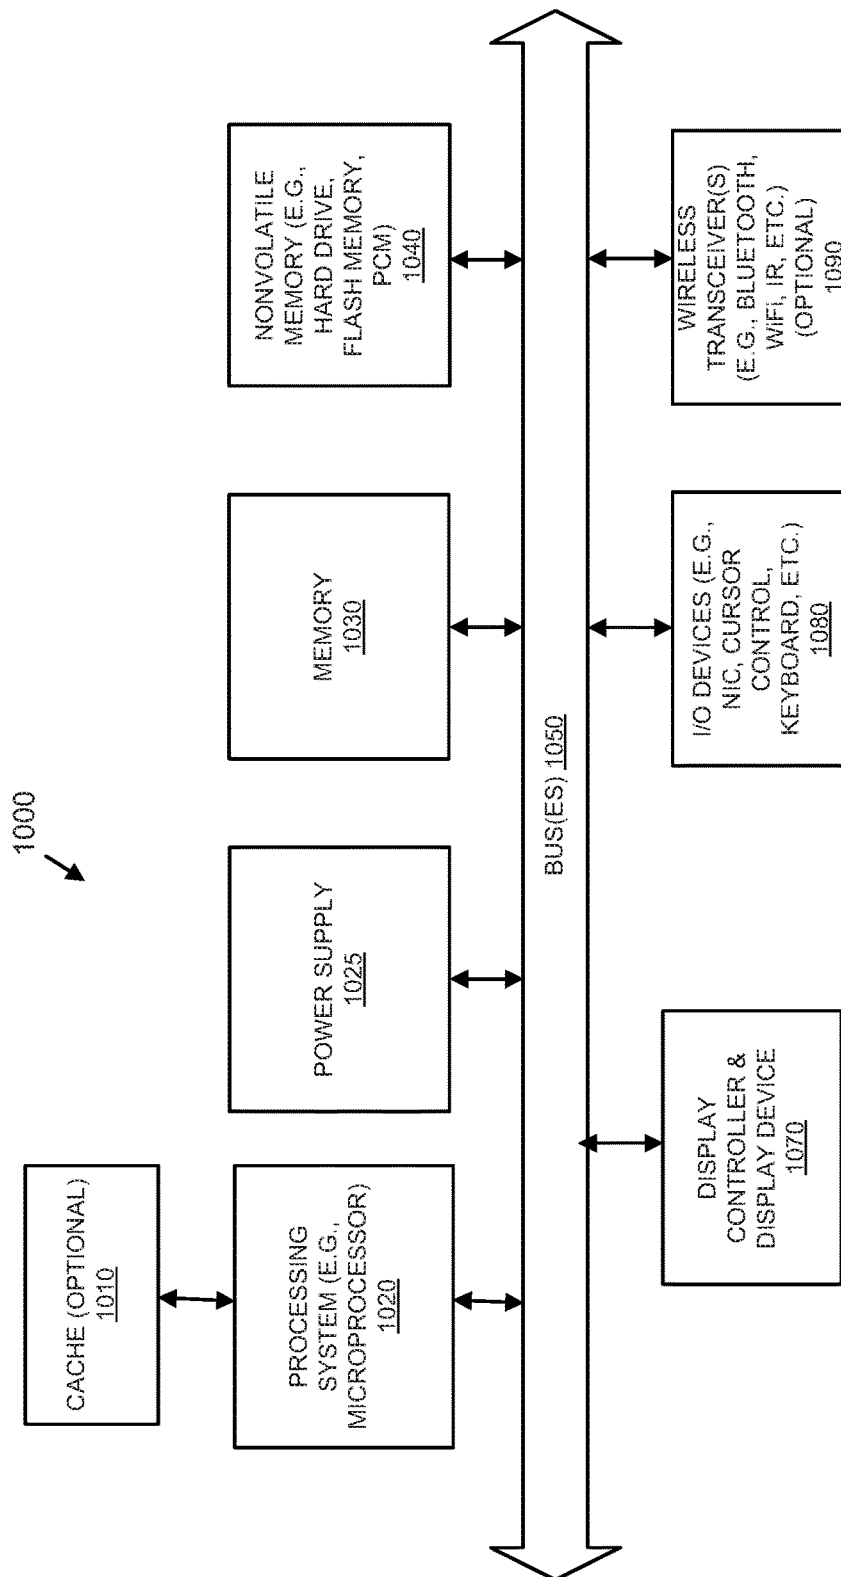 1000
CACHE (OPTIONAL)
1010
PROCESSING
SYSTEM (E.G.,
MICROPROCESSOR)
1020
POWER SUPPLY
1025
MEMORY
1030
NONVOLATILE
MEMORY (E.G.,
HARD DRIVE,
FLASH MEMORY,
PCM)
1040
BUS(ES) 1050
DISPLAY
CONTROLLER &
DISPLAY DEVICE
1070
I/O DEVICES (E.G.,
NIC, CURSOR
CONTROL,
KEYBOARD, ETC.)
1080
WIRELESS
TRANSCEIVER(S)
(E.G., BLUETOOTH,
WiFi, IR, ETC.)
(OPTIONAL)
1090